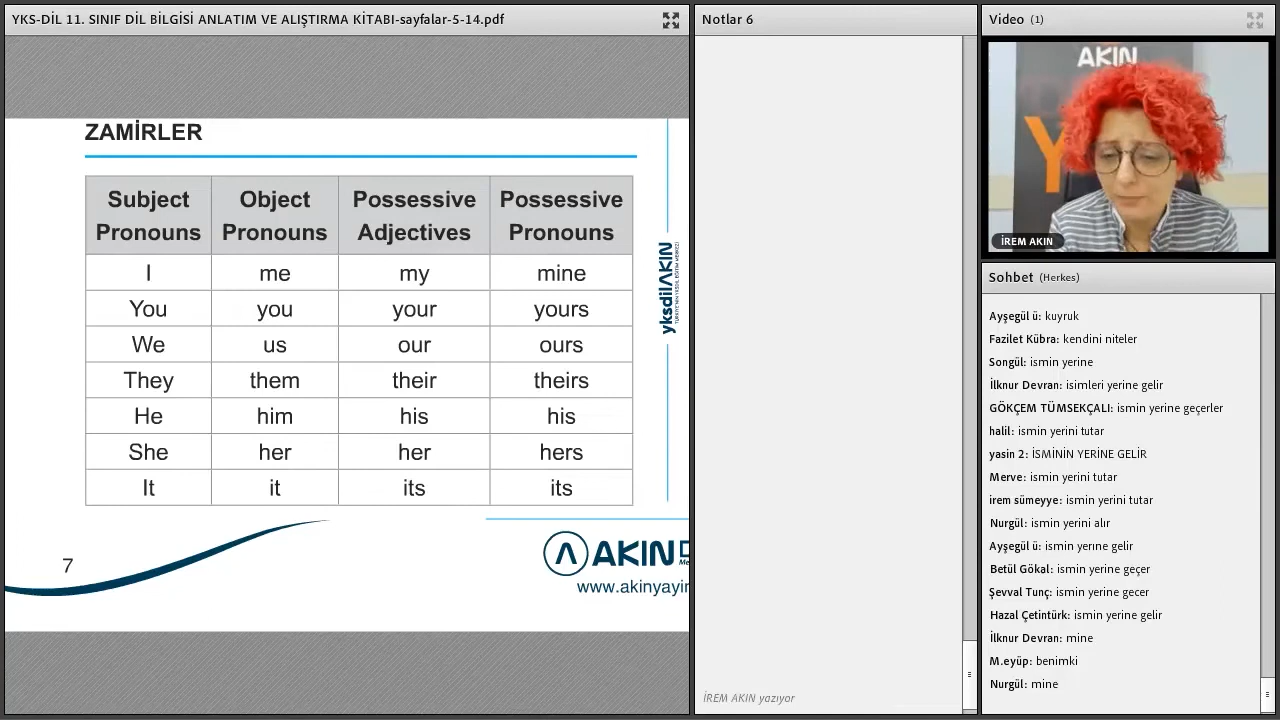 YKS-DİL 11. SINIF DİL BİLGİSİ ANLATIM VE ALIŞTIRMA KİTABI-sayfalar-5-14.pdf
ZAMİRLER
Subject Pronouns Object Pronouns Possessive Adjectives Possessive Pronouns
I me my mine
You you your yours
We us our ours
They them their theirs
He him his his
She her her hers
It it its its
7
yksdilAKIN
AKIN
www.akinyayin
Notlar 6
İREM AKIN yazıyor
Video (1)
AKIN
Y
İREM AKIN
Sohbet (Herkes)
Ayşegül ü: kuyruk
Fazilet Kübra: kendini niteler
Songül: ismin yerine
İlknur Devran: isimleri yerine gelir
GÖKÇEM TÜMSEKÇALI: ismin yerine geçerler
halil: ismin yerini tutar
yasin 2: İSMİNİN YERİNE GELİR
Merve: ismin yerini tutar
irem sümeyye: ismin yerini tutar
Nurgül: ismin yerini alır
Ayşegül ü: ismin yerıne gelir
Betül Gökal: ismin yerine geçer
Şevval Tunç: ismin yerine gecer
Hazal Çetintürk: ismin yerine gelir
İlknur Devran: mine
M.eyüp: benimki
Nurgül: mine